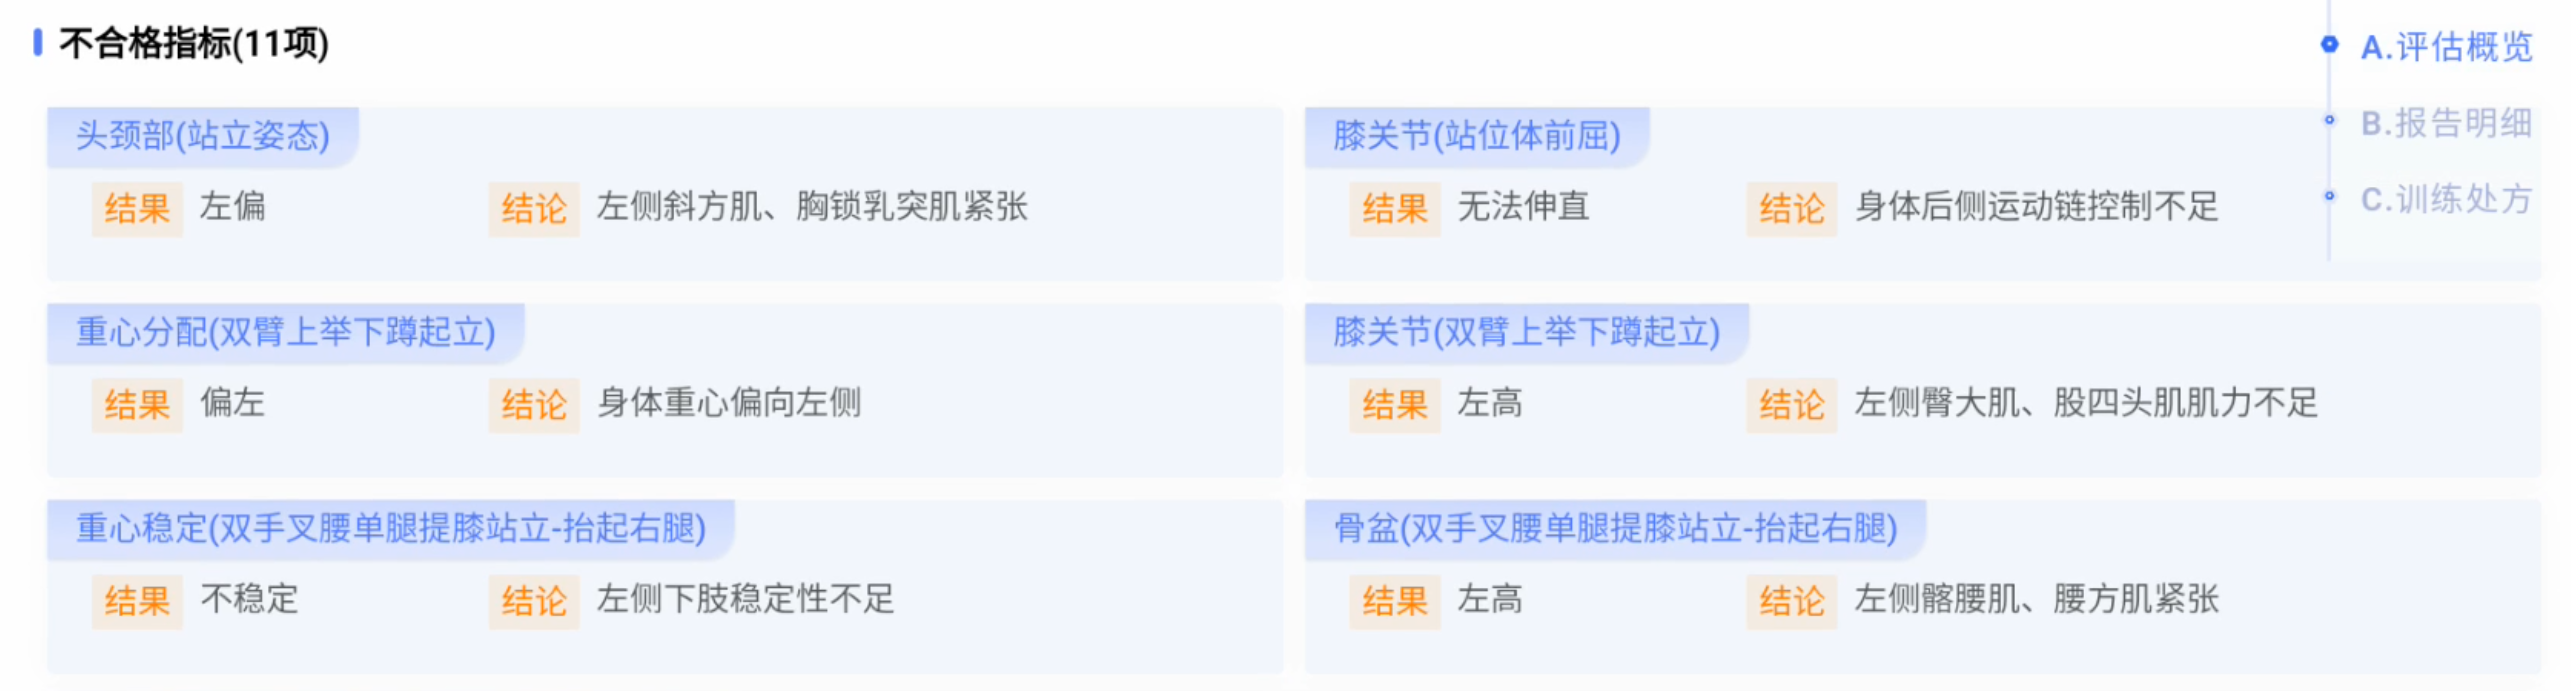 不合格指标(11项)
A.评估概览
B.报告明细
C.训练处方
头颈部(站立姿态)
结果 左偏 结论 左侧斜方肌、胸锁乳突肌紧张
膝关节(站位体前屈)
结果 无法伸直 结论 身体后侧运动链控制不足
重心分配(双臂上举下蹲起立)
结果 偏左 结论 身体重心偏向左侧
膝关节(双臂上举下蹲起立)
结果 左高 结论 左侧臀大肌、股四头肌肌力不足
重心稳定(双手叉腰单腿提膝站立-抬起右腿)
结果 不稳定 结论 左侧下肢稳定性不足
骨盆(双手叉腰单腿提膝站立-抬起右腿)
结果 左高 结论 左侧髂腰肌、腰方肌紧张